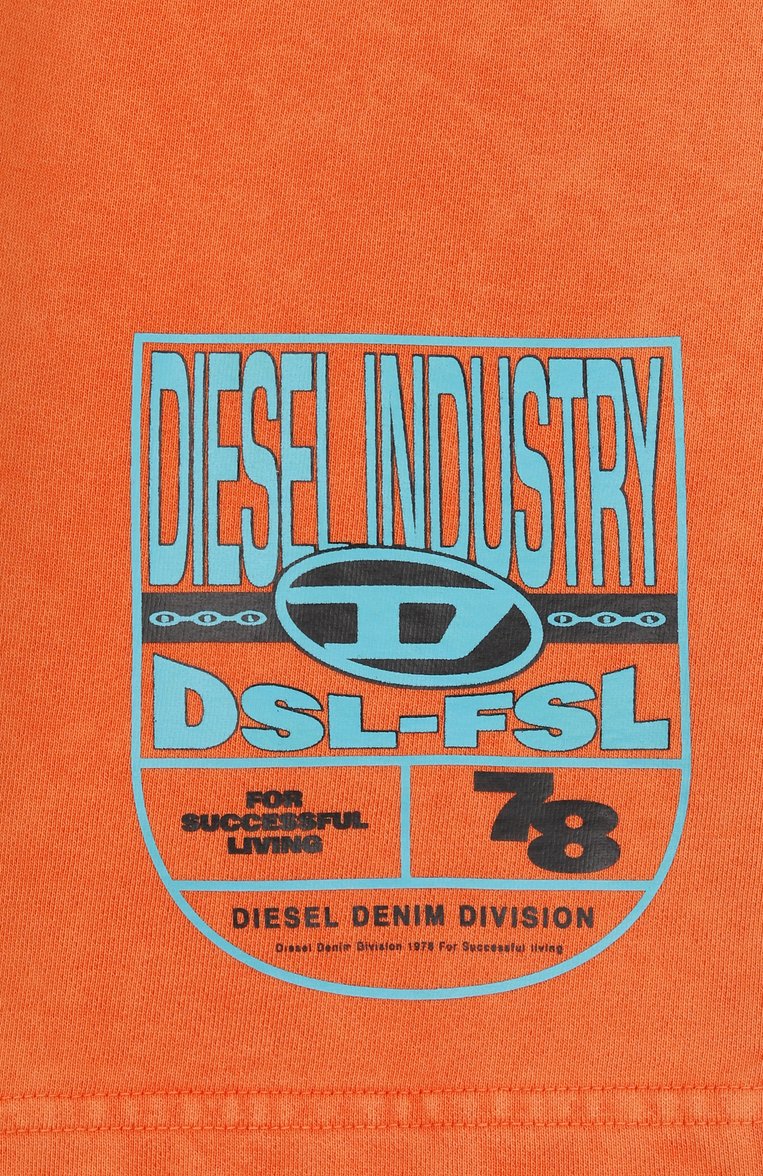 DIESEL INDUSTRY
D
DSL-FSL
FOR
SUCCESSFUL
LIVING
78
DIESEL DENIM DIVISION
Diesel Denim Division 1978 For Successful living